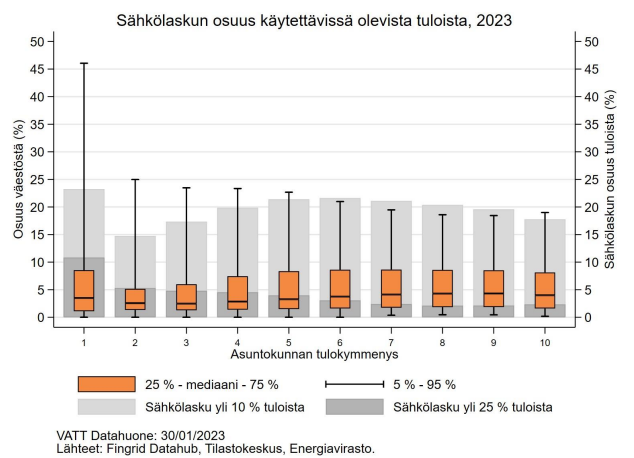 Sähkölaskun osuus käytettävissä olevista tuloista, 2023
50 50
45 45
40 40
35 35
30 30
25 25
20 20
15 15
10 10
5 5
0 0
Osuus väestöstä (%)
Sähkölaskun osuus tuloista (%)
1 2 3 4 5 6 7 8 9 10
Asuntokunnan tulokymmenys
25 % - mediaani - 75 % 5 % - 95 %
Sähkölasku yli 10 % tuloista Sähkölasku yli 25 % tuloista
VATT Datahuone: 30/01/2023
Lähteet: Fingrid Datahub, Tilastokeskus, Energiavirasto.